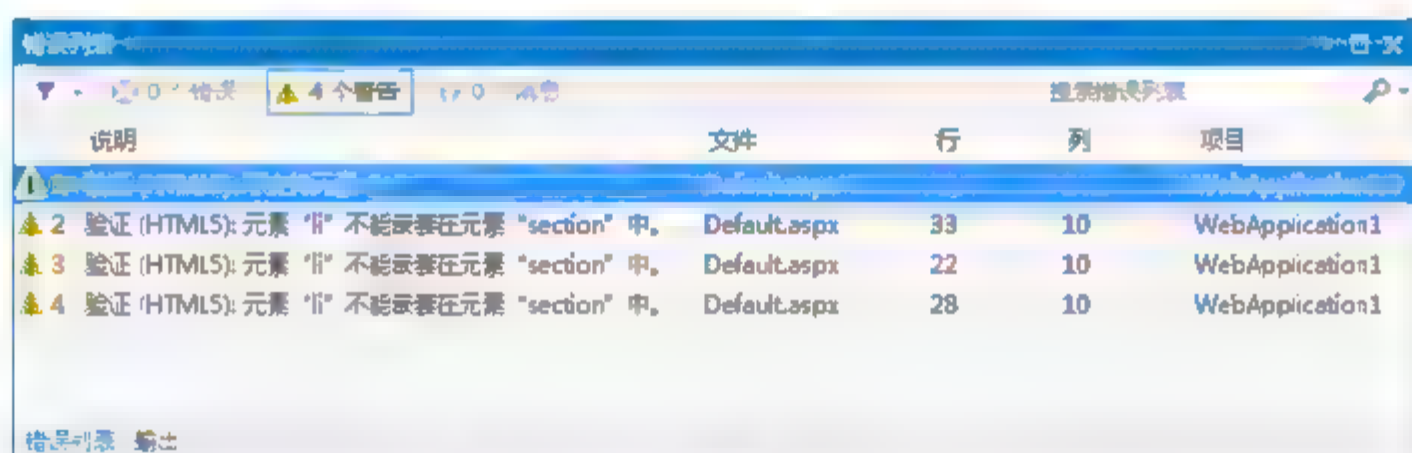 错误列表
0 个错误 4 个警告 0 个消息 搜索错误列表
说明 文件 行 列 项目
2 验证 (HTML5): 元素 "li" 不能嵌套在元素 "section" 中。 Default.aspx 33 10 WebApplication1
3 验证 (HTML5): 元素 "li" 不能嵌套在元素 "section" 中。 Default.aspx 22 10 WebApplication1
4 验证 (HTML5): 元素 "li" 不能嵌套在元素 "section" 中。 Default.aspx 28 10 WebApplication1
错误列表 输出